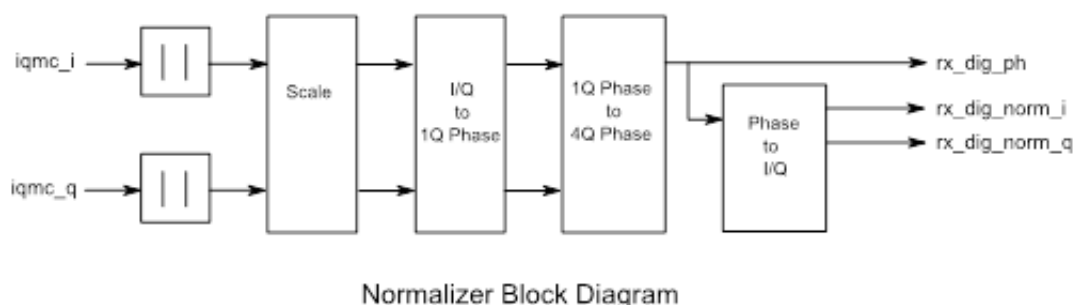 iqmc_i
| |
Scale
I/Q
to
1Q Phase
1Q Phase
to
4Q Phase
rx_dig_ph
Phase
to
I/Q
rx_dig_norm_i
rx_dig_norm_q
iqmc_q
| |
Normalizer Block Diagram